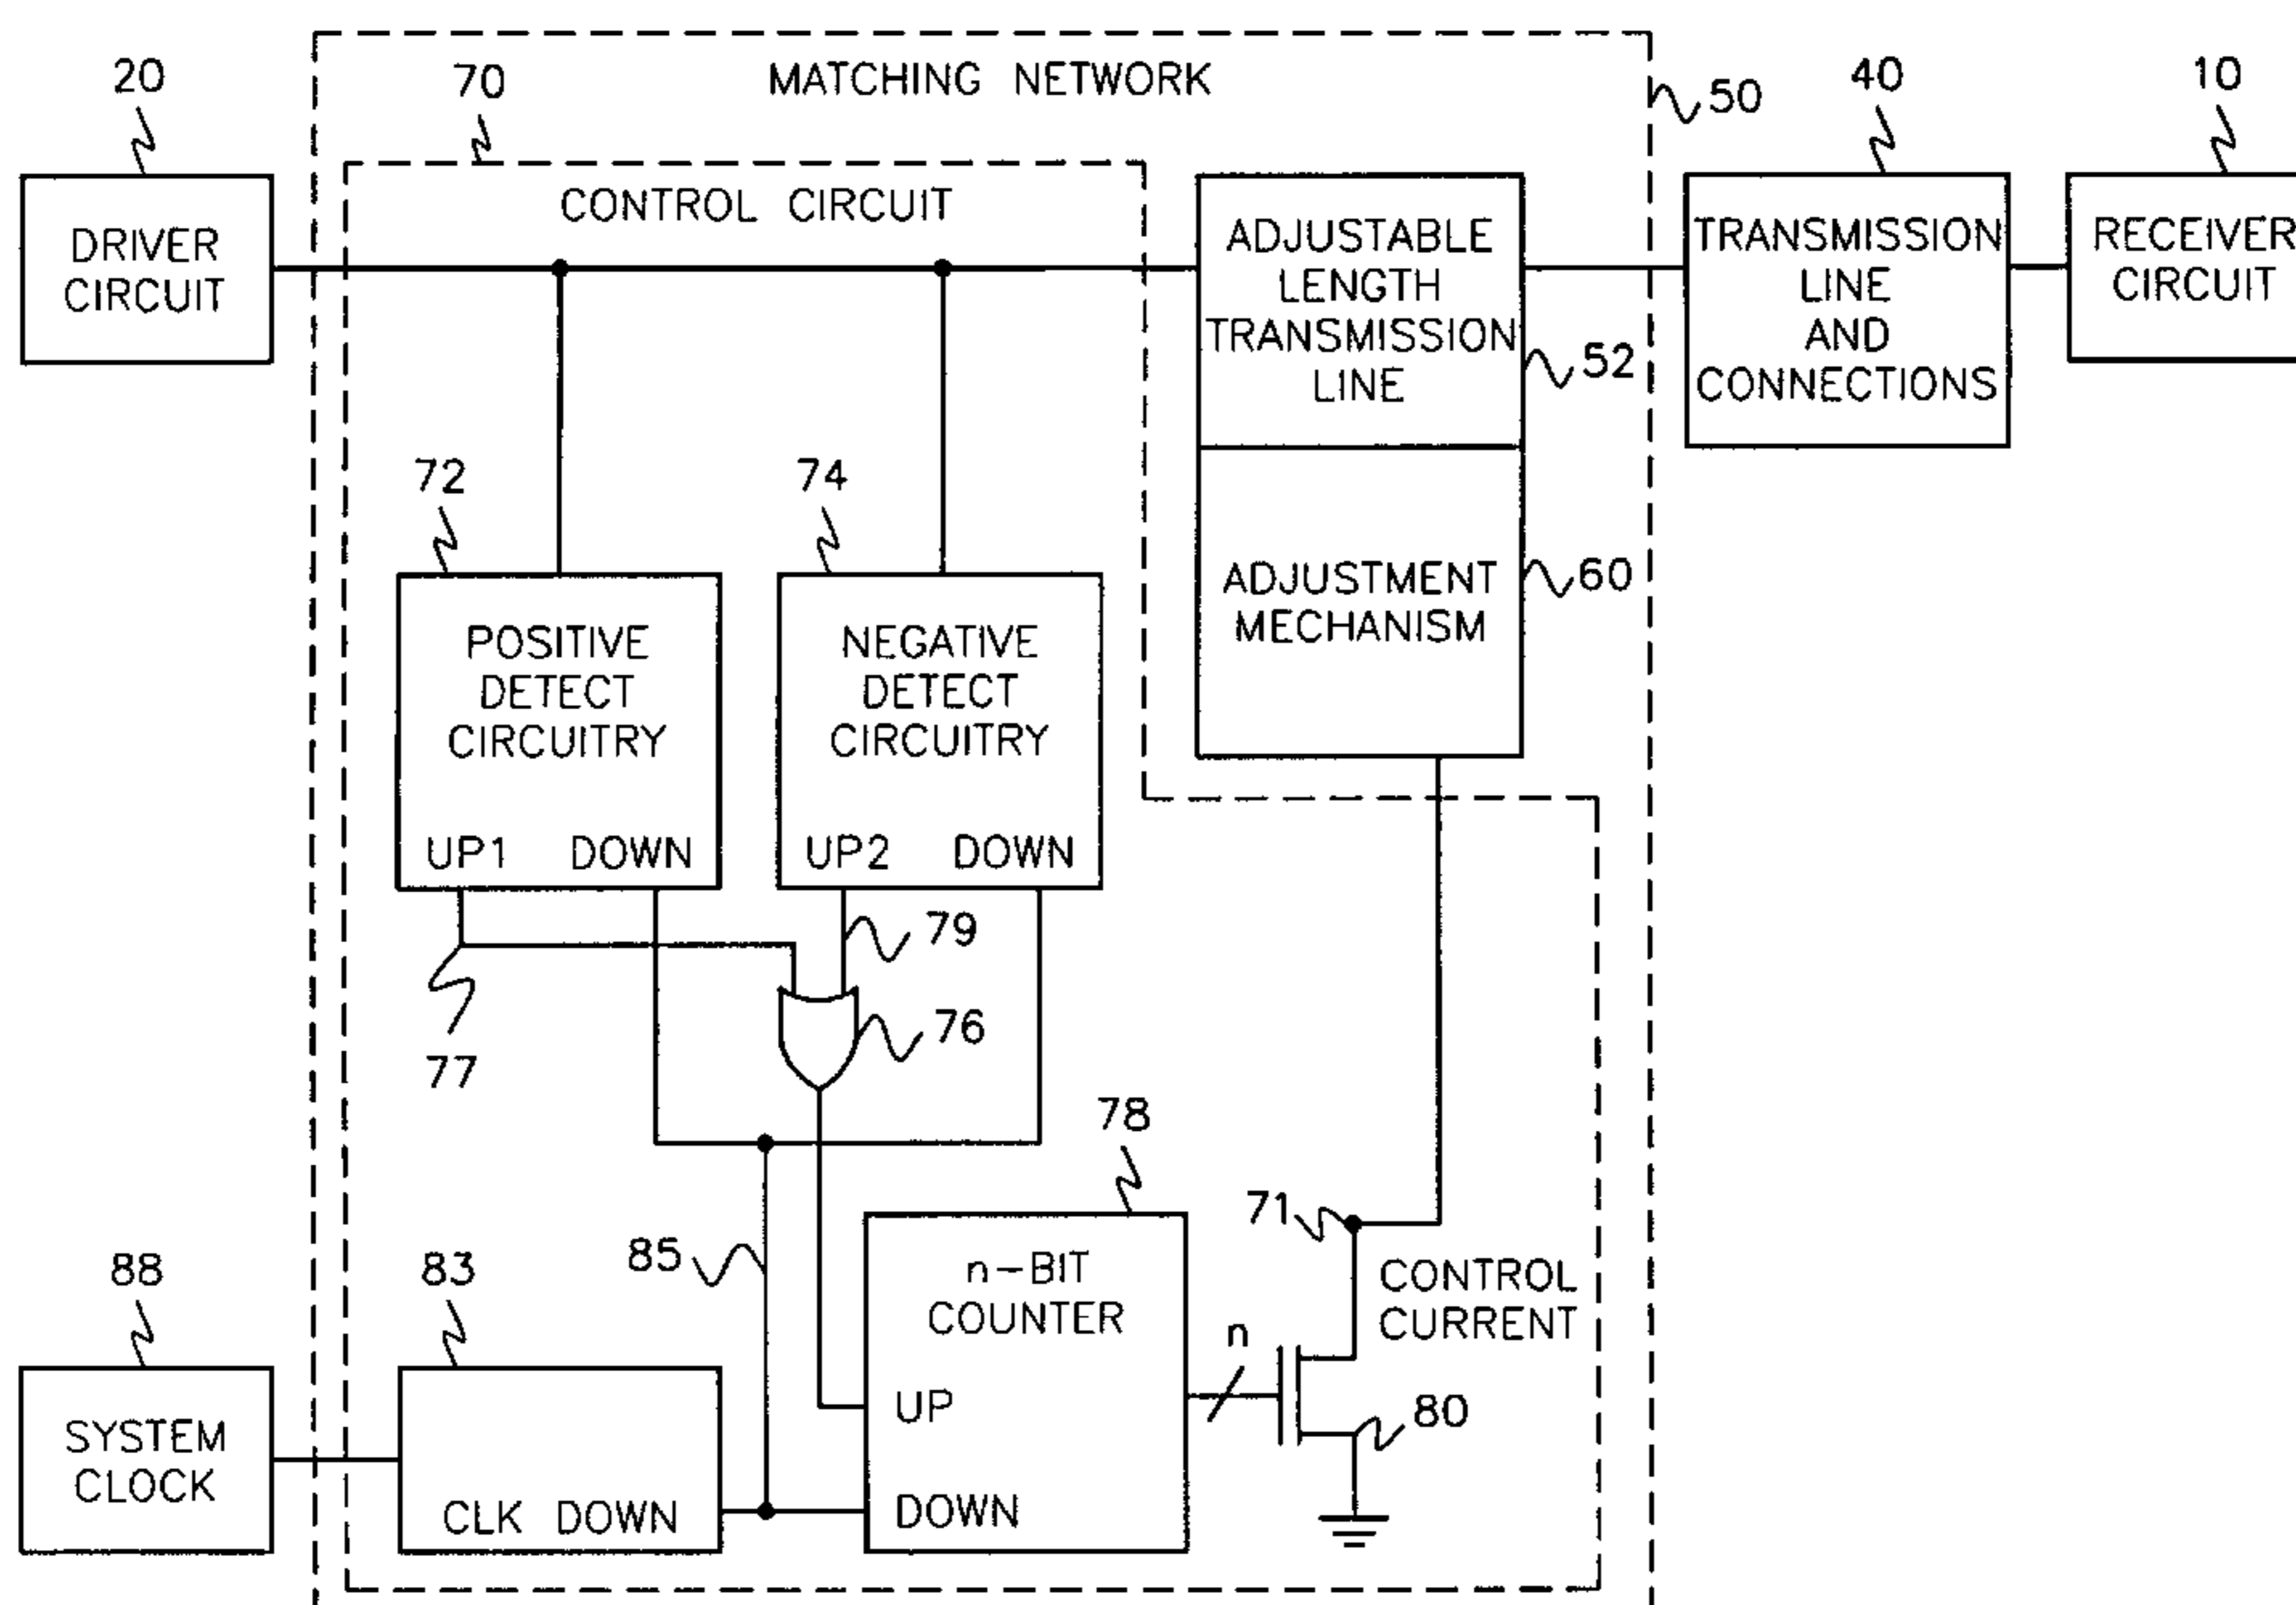 MATCHING NETWORK
20
70
50
40
10
CONTROL CIRCUIT
DRIVER
CIRCUIT
ADJUSTABLE
LENGTH
TRANSMISSION
LINE
52
TRANSMISSION
LINE
AND
CONNECTIONS
RECEIVER
CIRCUIT
72
74
POSITIVE
DETECT
CIRCUITRY
UP1 DOWN
NEGATIVE
DETECT
CIRCUITRY
UP2 DOWN
ADJUSTMENT
MECHANISM
60
79
76
77
78
71
85
CONTROL
CURRENT
88
83
n-BIT
COUNTER
UP
DOWN
n
80
SYSTEM
CLOCK
CLK DOWN